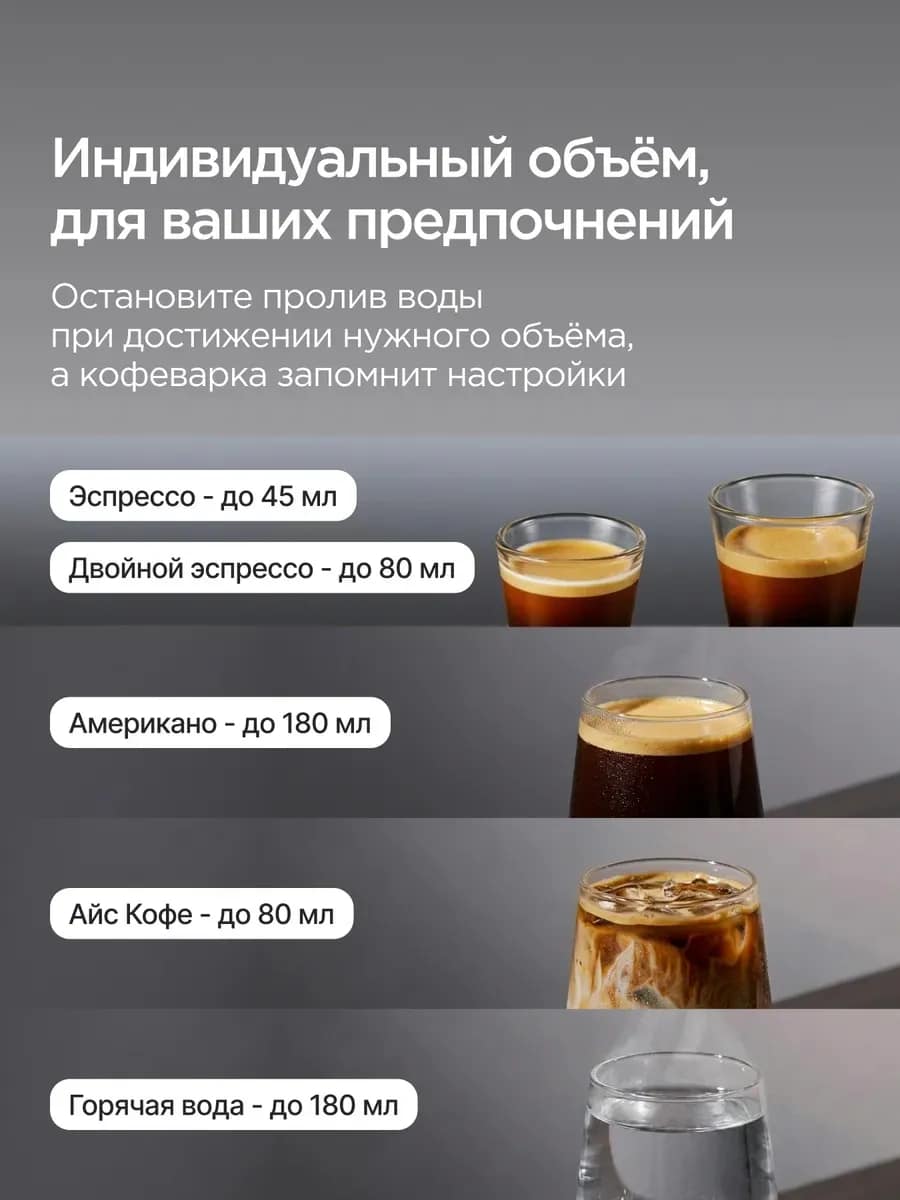 Индивидуальный объём,
для ваших предпочнений
Остановите пролив воды
при достижении нужного объёма,
а кофеварка запомнит настройки
Эспрессо - до 45 мл
Двойной эспрессо - до 80 мл
Американо - до 180 мл
Айс Кофе - до 80 мл
Горячая вода - до 180 мл